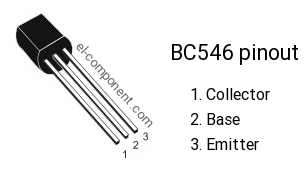 BC546 pinout
1. Collector
2. Base
3. Emitter
el-component.com
1
2
3